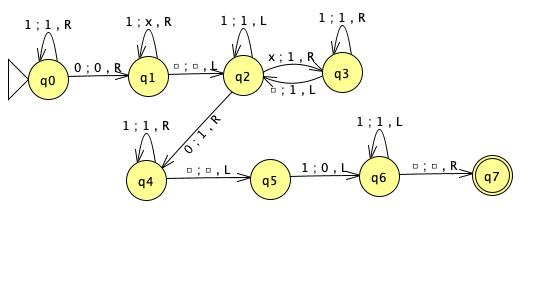 1 ; 1 , R
1 ; x , R
1 ; 1 , L
1 ; 1 , R
q0
0 ; 0 , R
q1
□ ; □ , L
q2
x ; 1 , R
□ ; 1 , L
q3
0 ; 1 , R
1 ; 1 , R
q4
□ ; □ , L
q5
1 ; 0 , L
1 ; 1 , L
q6
□ ; □ , R
q7